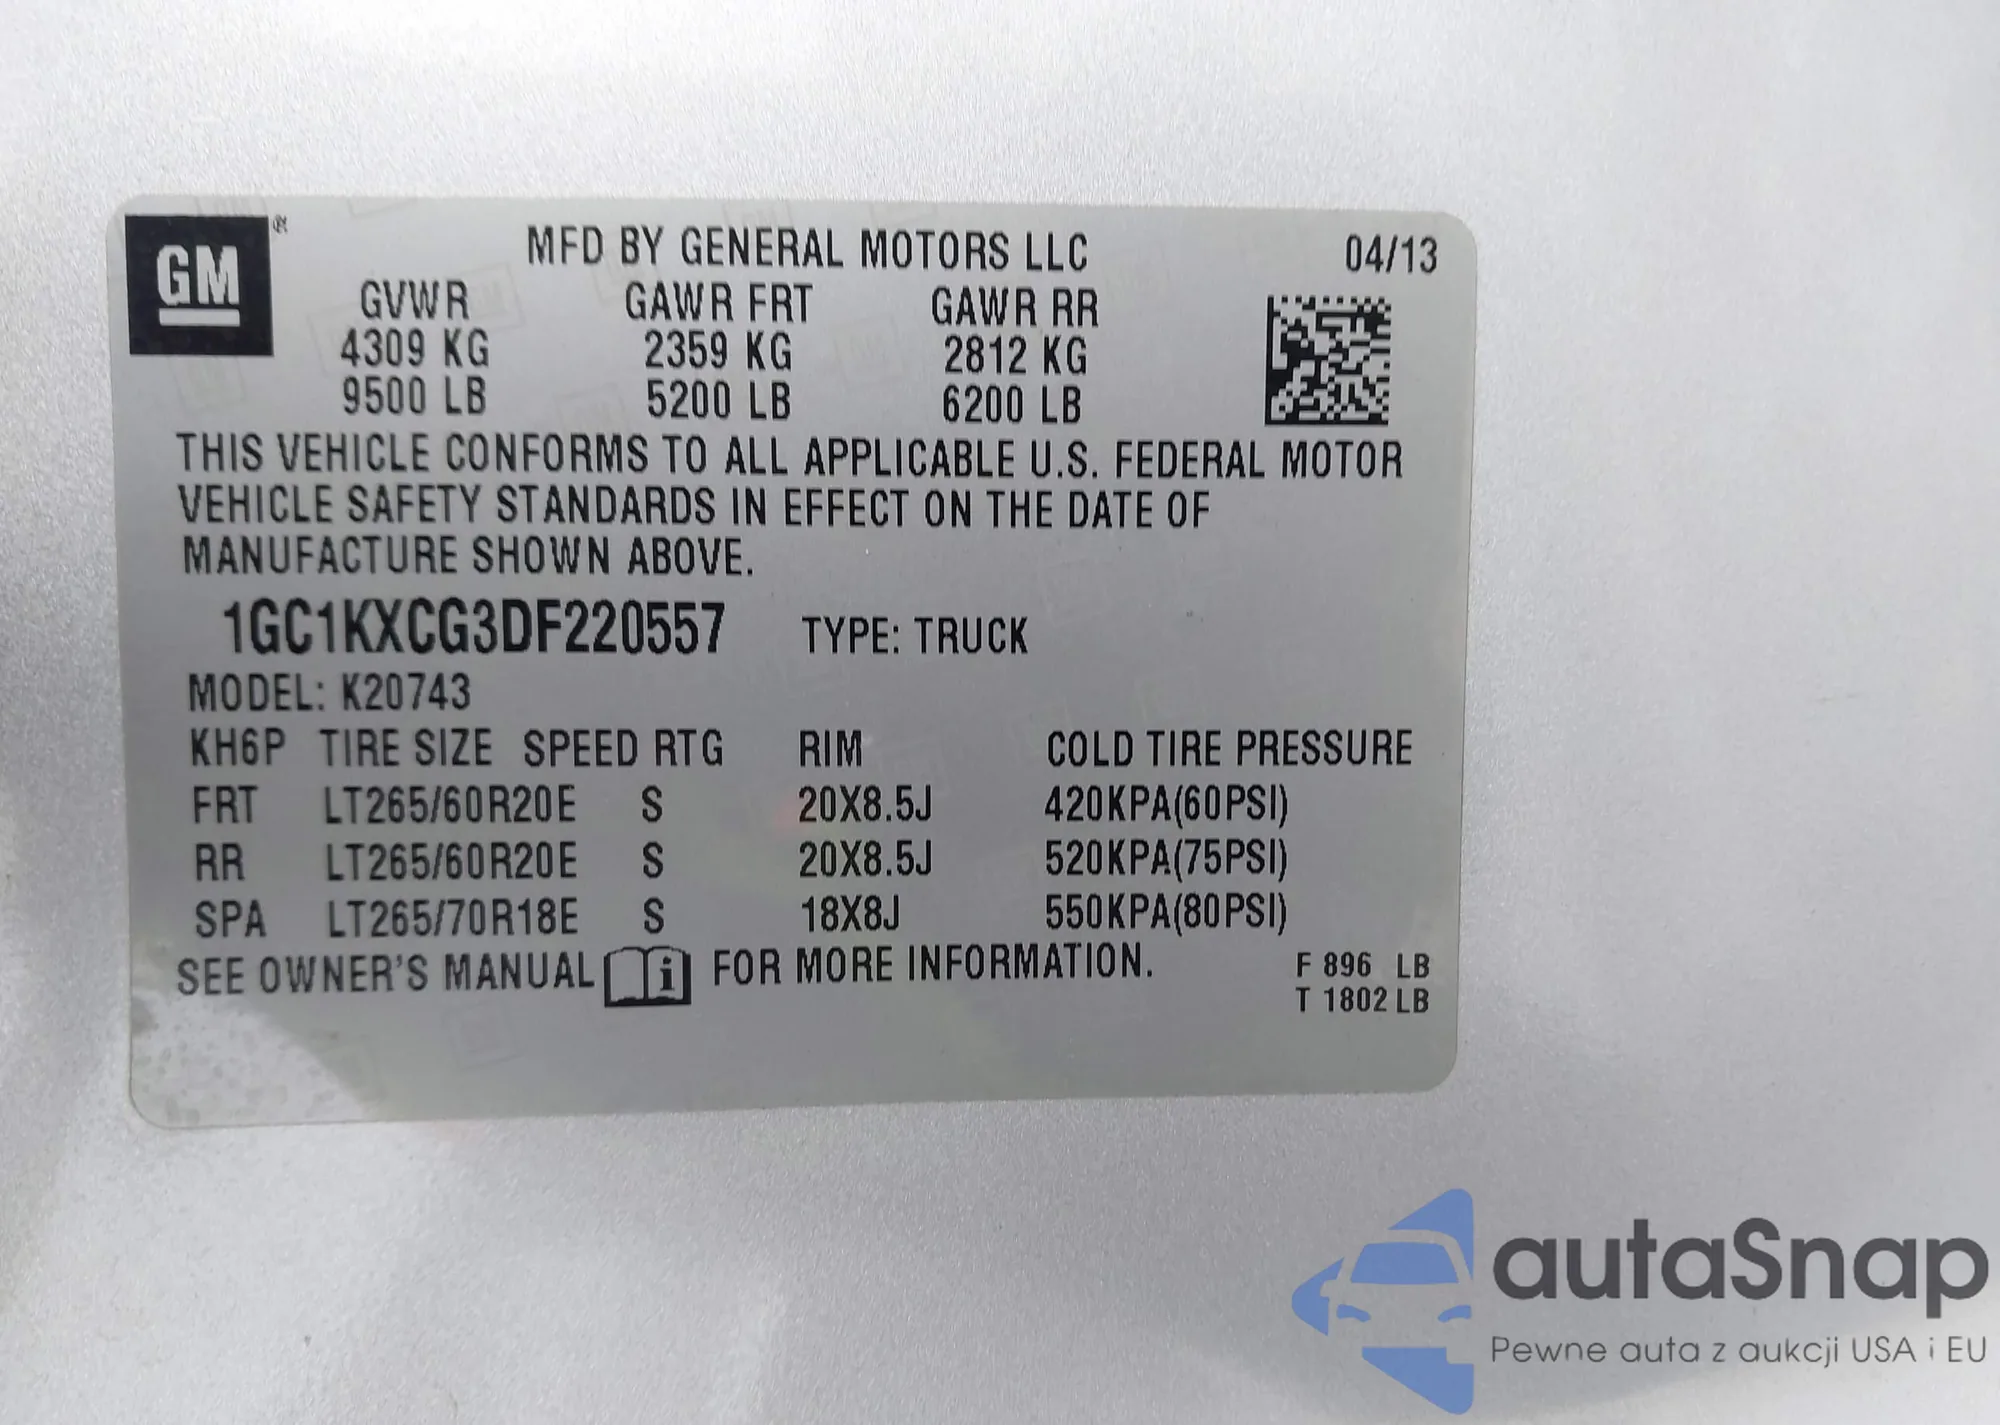 GM ®
MFD BY GENERAL MOTORS LLC 04/13
GVWR GAWR FRT GAWR RR
4309 KG 2359 KG 2812 KG
9500 LB 5200 LB 6200 LB
THIS VEHICLE CONFORMS TO ALL APPLICABLE U.S. FEDERAL MOTOR
VEHICLE SAFETY STANDARDS IN EFFECT ON THE DATE OF
MANUFACTURE SHOWN ABOVE.
1GC1KXCG3DF220557 TYPE: TRUCK
MODEL: K20743
KH6P TIRE SIZE SPEED RTG RIM COLD TIRE PRESSURE
FRT LT265/60R20E S 20X8.5J 420KPA(60PSI)
RR LT265/60R20E S 20X8.5J 520KPA(75PSI)
SPA LT265/70R18E S 18X8J 550KPA(80PSI)
SEE OWNER'S MANUAL i FOR MORE INFORMATION.
F 896 LB
T 1802 LB
autaSnap
Pewne auta z aukcji USA i EU